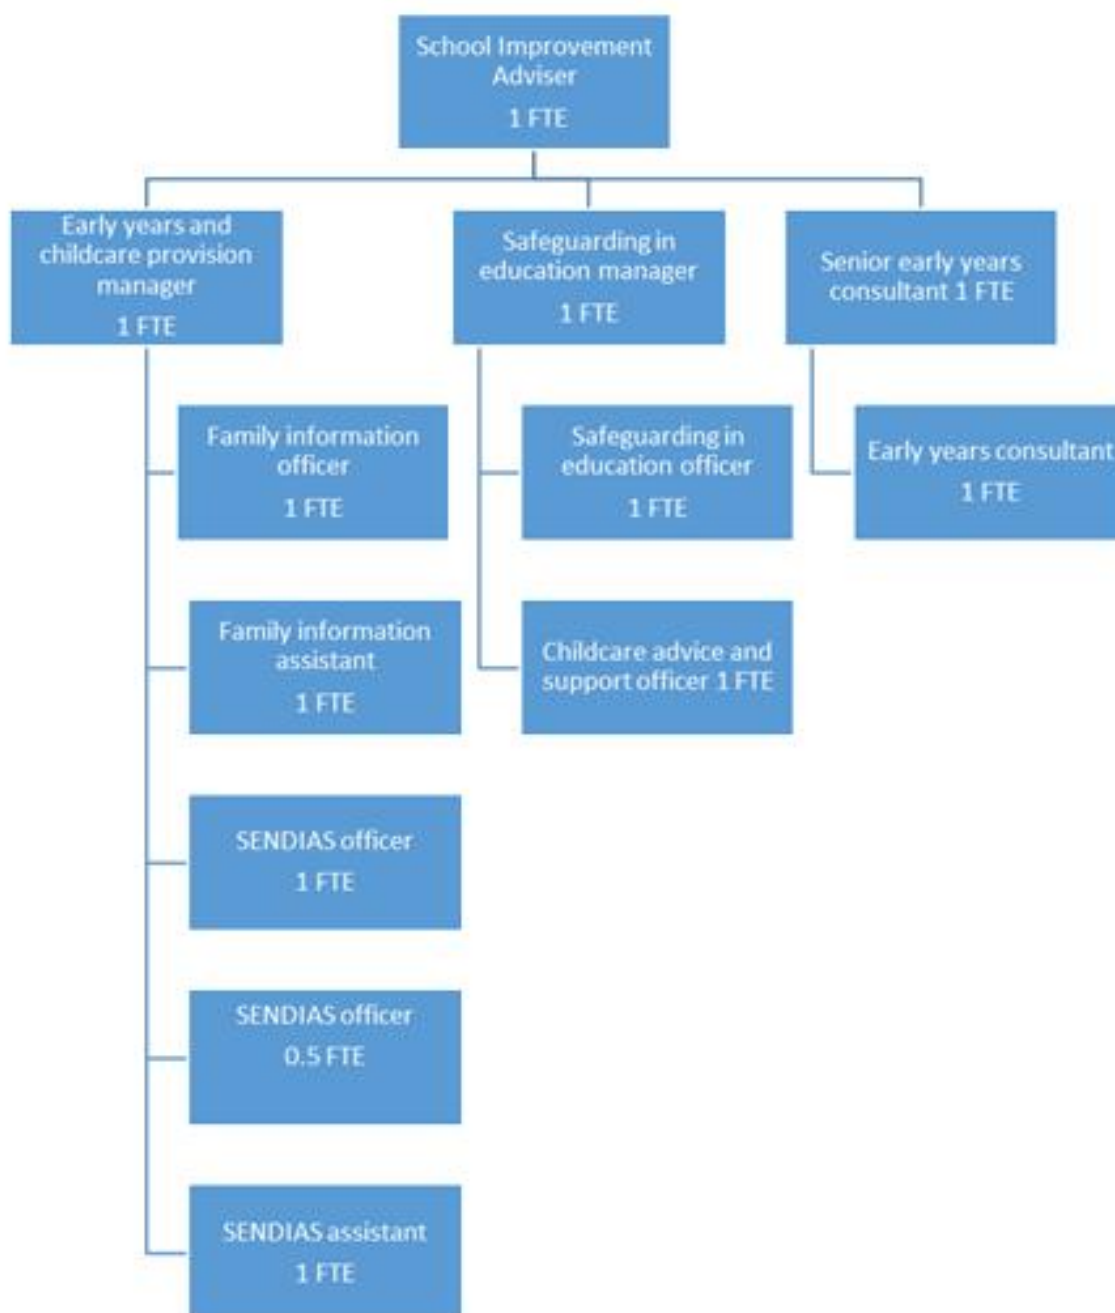 School Improvement
Adviser
1 FTE
Early years and
childcare provision
manager
1 FTE
Safeguarding in
education manager
1 FTE
Senior early years
consultant 1 FTE
Family information
officer
1 FTE
Safeguarding in
education officer
1 FTE
Early years consultant
1 FTE
Family information
assistant
1 FTE
Childcare advice and
support officer 1 FTE
SENDIAS officer
1 FTE
SENDIAS officer
0.5 FTE
SENDIAS assistant
1 FTE